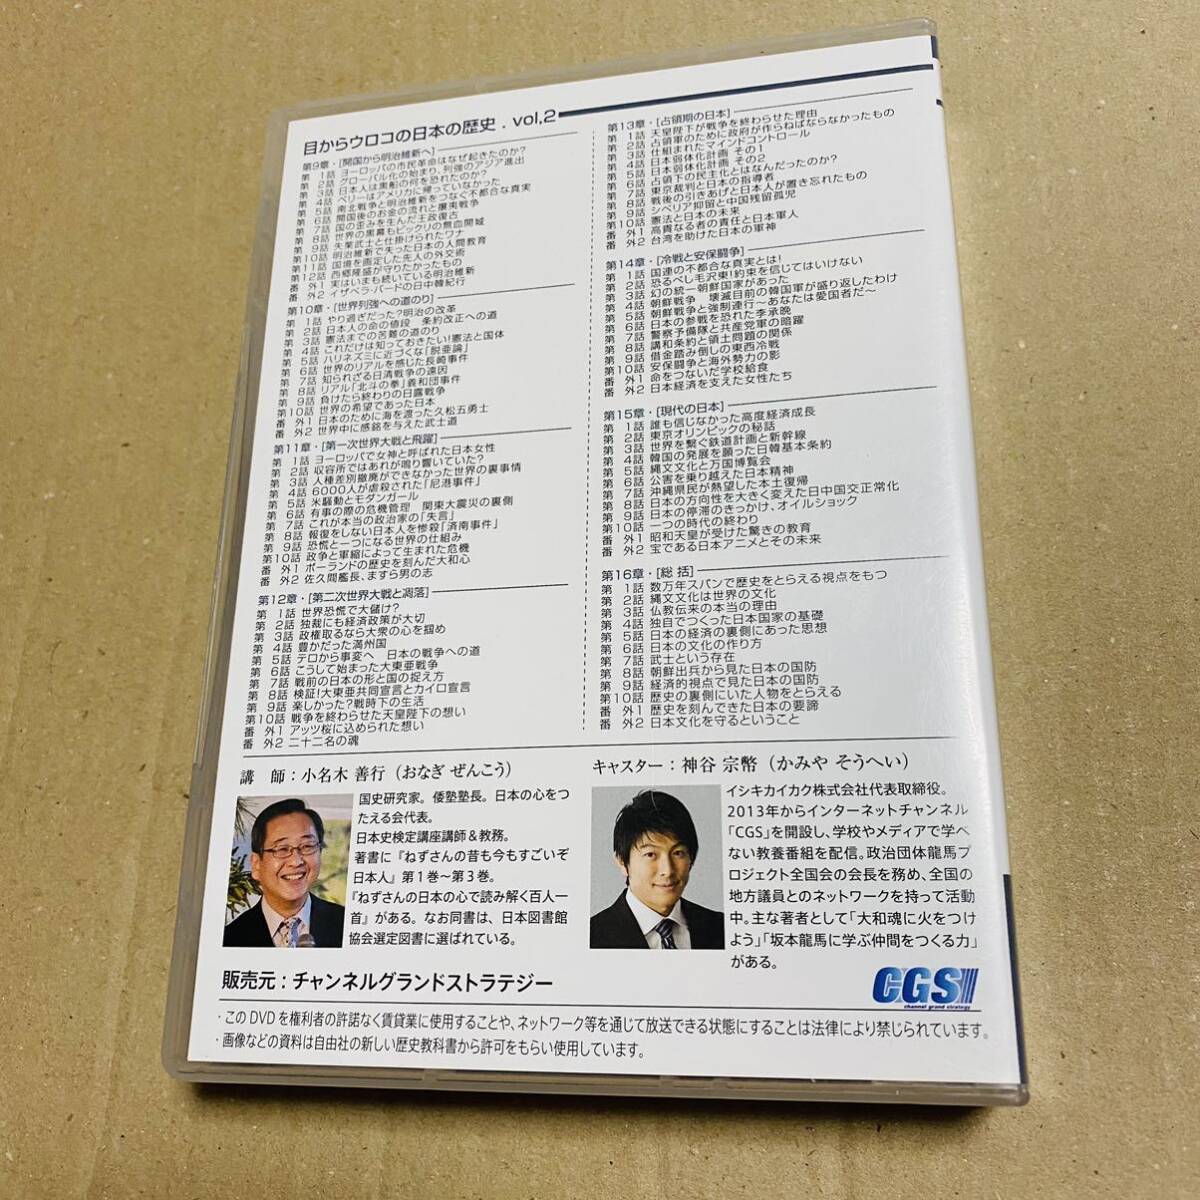 目からウロコの日本の歴史．vol,2
第9章・[開国から明治維新へ]
第 1話 ヨーロッパの市民革命はなぜ起きたのか?
第 2話 グローバル化の始まり、列強のアジア進出
第 3話 日本人は黒船の何を恐れたのか?
第 4話 ペリーはアメリカに帰っていなかった
第 5話 南北戦争と明治維新をつなぐ不都合な真実
第 6話 開国後のお金の流れと攘夷戦争
第 7話 国の歪みを生んだ王政復古
第 8話 世界の黒幕もビックリの無血開城
第 9話 失業武士と仕掛けられたワナ
第10話 明治維新で失った日本の人間教育
第11話 国境を画定した先人の外交術
第12話 西郷隆盛が守りたかったもの
番 外1 実はいまも続いている明治維新
番 外2 イザベラ・バードの日中韓紀行
第10章・[世界列強への道のり]
第 1話 やり過ぎだった?明治の改革
第 2話 日本人の命の値段 条約改正への道
第 3話 憲法までの苦難の道のり
第 4話 これだけは知っておきたい!憲法と国体
第 5話 ハリネズミに近づくな「脱亜論」
第 6話 世界のリアルを感じた長崎事件
第 7話 知られざる日清戦争の遠因
第 8話 リアル「北斗の拳」義和団事件
第 9話 負けたら終わりの日露戦争
第10話 世界の希望であった日本
番 外1 日本のために海を渡った久松五勇士
番 外2 世界中に感銘を与えた武士道
第11章・[第一次世界大戦と飛躍]
第 1話 ヨーロッパで女神と呼ばれた日本女性
第 2話 収容所ではあれが鳴り響いていた?
第 3話 人種差別撤廃ができなかった世界の裏事情
第 4話 6000人が虐殺された「尼港事件」
第 5話 米騒動とモダンガール
第 6話 有事の際の危機管理 関東大震災の裏側
第 7話 これが本当の政治家の「失言」
第 8話 報復をしない日本人を惨殺「済南事件」
第 9話 恐慌と一つになる世界の仕組み
第10話 政争と軍縮によって生まれた危機
番 外1 ポーランドの歴史を刻んだ大和心
番 外2 佐久間艦長、ますら男の志
第12章・[第二次世界大戦と凋落]
第 1話 世界恐慌で大儲け?
第 2話 独裁にも経済政策が大切
第 3話 政権取るなら大衆の心を掴め
第 4話 豊かだった満州国
第 5話 テロから事変へ 日本の戦争への道
第 6話 こうして始まった大東亜戦争
第 7話 戦前の日本の形と国の捉え方
第 8話 検証!大東亜共同宣言とカイロ宣言
第 9話 楽しかった?戦時下の生活
第10話 戦争を終わらせた天皇陛下の想い
番 外1 アッツ桜に込められた想い
番 外2 二十二名の魂
第13章・[占領期の日本]
第 1話 天皇陛下が戦争を終わらせた理由
第 2話 占領軍のために政府が作らねばならなかったもの
第 3話 仕組まれたマインドコントロール
第 4話 日本弱体化計画 その1
第 5話 日本弱体化計画 その2
第 6話 占領下の民主化とはなんだったのか?
第 7話 東京裁判と日本の指導者
第 8話 戦後の引きあげと日本人が置き忘れたもの
第 9話 シベリア抑留と中国残留孤児
第10話 憲法と日本の未来
番 外1 高貴なる者の責任と日本軍人
番 外2 台湾を助けた日本の軍神
第14章・[冷戦と安保闘争]
第 1話 国連の不都合な真実とは!
第 2話 恐るべし毛沢東!約束を信じてはいけない
第 3話 幻の統一朝鮮国家があった
第 4話 朝鮮戦争 壊滅目前の韓国軍が盛り返したわけ
第 5話 朝鮮戦争と強制連行～あなたは愛国者だ～
第 6話 日本の参戦を恐れた李承晩
第 7話 警察予備隊と共産党軍の暗躍
第 8話 講和条約と領土問題の関係
第 9話 借金踏み倒しの東西冷戦
第10話 安保闘争と海外勢力の影
番 外1 命をつないだ学校給食
番 外2 日本経済を支えた女性たち
第15章・[現代の日本]
第 1話 誰も信じなかった高度経済成長
第 2話 東京オリンピックの秘話
第 3話 世界を繋ぐ鉄道計画と新幹線
第 4話 韓国の発展を願った日韓基本条約
第 5話 縄文文化と万国博覧会
第 6話 公害を乗り越えた日本精神
第 7話 沖縄県民が熱望した本土復帰
第 8話 日本の方向性を大きく変えた日中国交正常化
第 9話 日本の停滞のきっかけ、オイルショック
第10話 一つの時代の終わり
番 外1 昭和天皇が受けた驚きの教育
番 外2 宝である日本アニメとその未来
第16章・[総 括]
第 1話 数万年スパンで歴史をとらえる視点をもつ
第 2話 縄文文化は世界の文化
第 3話 仏教伝来の本当の理由
第 4話 独自でつくった日本国家の基礎
第 5話 日本の経済の裏側にあった思想
第 6話 日本の文化の作り方
第 7話 武士という存在
第 8話 朝鮮出兵から見た日本の国防
第 9話 経済的視点で見た日本の国防
第10話 歴史の裏側にいた人物をとらえる
番 外1 歴史を刻んできた日本の要諦
番 外2 日本文化を守るということ
講 師：小名木 善行（おなぎ ぜんこう）
国史研究家。倭塾塾長。日本の心をつ
たえる会代表。
日本史検定講座講師＆教務。
著書に『ねずさんの昔も今もすごいぞ
日本人』第1巻～第3巻。
『ねずさんの日本の心で読み解く百人一
首』がある。なお同書は、日本図書館
協会選定図書に選ばれている。
キャスター：神谷 宗幣（かみや そうへい）
イシキカイカク株式会社代表取締役。
2013年からインターネットチャンネル
「CGS」を開設し、学校やメディアで学べ
ない教養番組を配信。政治団体龍馬プ
ロジェクト全国会の会長を務め、全国の
地方議員とのネットワークを持って活動
中。主な著者として「大和魂に火をつけ
よう」「坂本龍馬に学ぶ仲間をつくる力」
がある。
販売元：チャンネルグランドストラテジー
CGS
channel grand strategy
・このDVDを権利者の許諾なく賃貸業に使用することや、ネットワーク等を通じて放送できる状態にすることは法律により禁じられています。
・画像などの資料は自由社の新しい歴史教科書から許可をもらい使用しています。